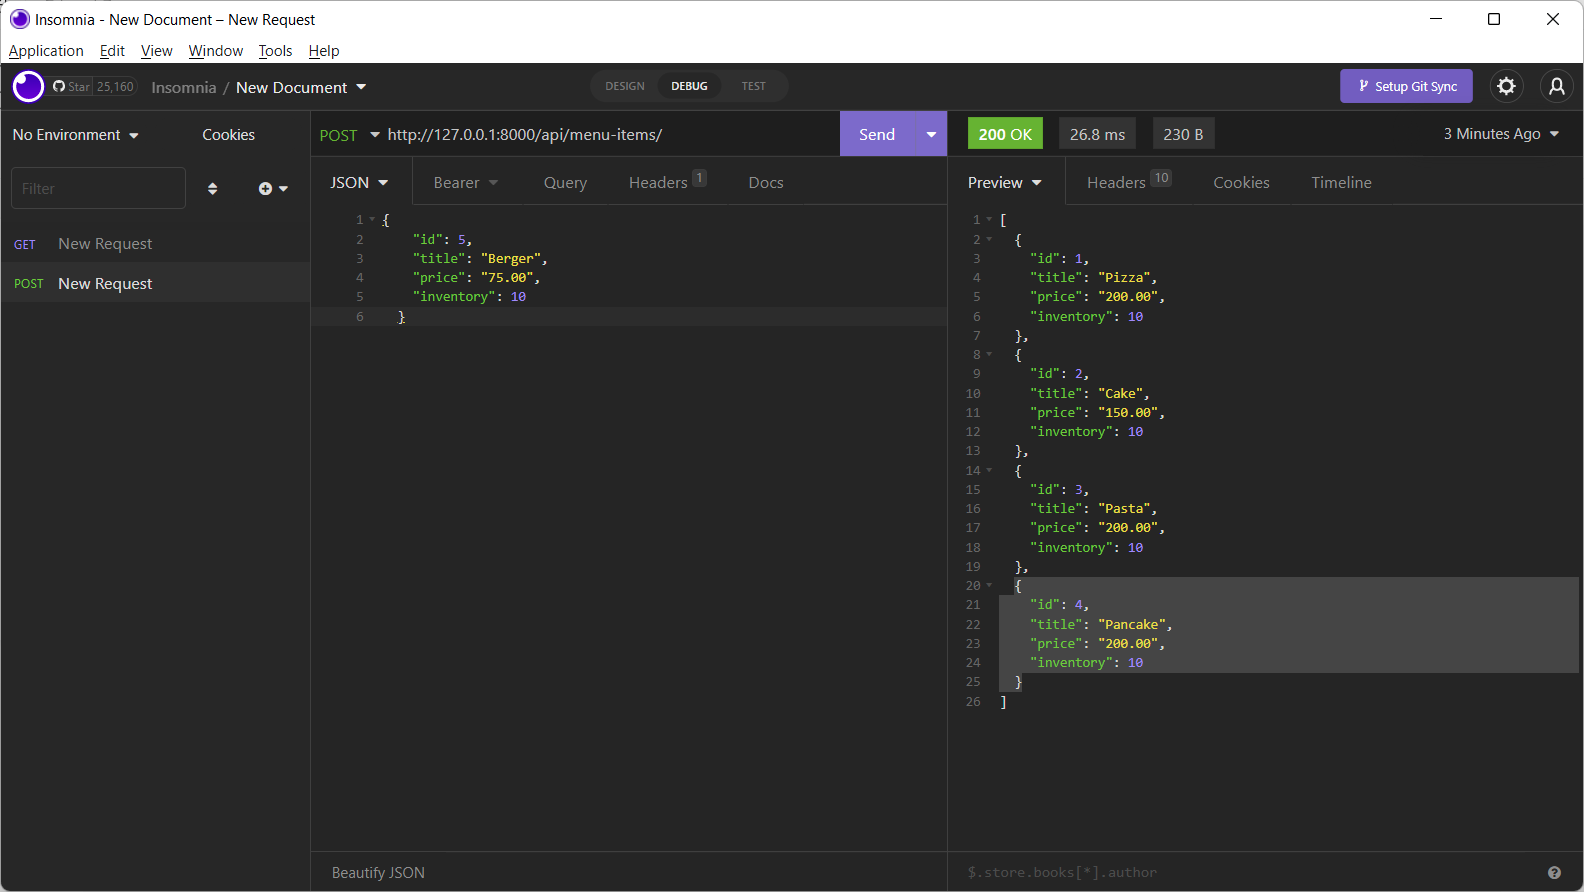 Insomnia - New Document – New Request
Application Edit View Window Tools Help
Star 25,160 Insomnia / New Document DESIGN DEBUG TEST Setup Git Sync
No Environment Cookies
Filter
GET New Request
POST New Request
POST http://127.0.0.1:8000/api/menu-items/ Send
JSON Bearer Query Headers 1 Docs
1 {
2 "id": 5,
3 "title": "Berger",
4 "price": "75.00",
5 "inventory": 10
6 }
Beautify JSON
200 OK 26.8 ms 230 B 3 Minutes Ago
Preview Headers 10 Cookies Timeline
1 [
2 {
3 "id": 1,
4 "title": "Pizza",
5 "price": "200.00",
6 "inventory": 10
7 },
8 {
9 "id": 2,
10 "title": "Cake",
11 "price": "150.00",
12 "inventory": 10
13 },
14 {
15 "id": 3,
16 "title": "Pasta",
17 "price": "200.00",
18 "inventory": 10
19 },
20 {
21 "id": 4,
22 "title": "Pancake",
23 "price": "200.00",
24 "inventory": 10
25 }
26 ]
$.store.books[*].author